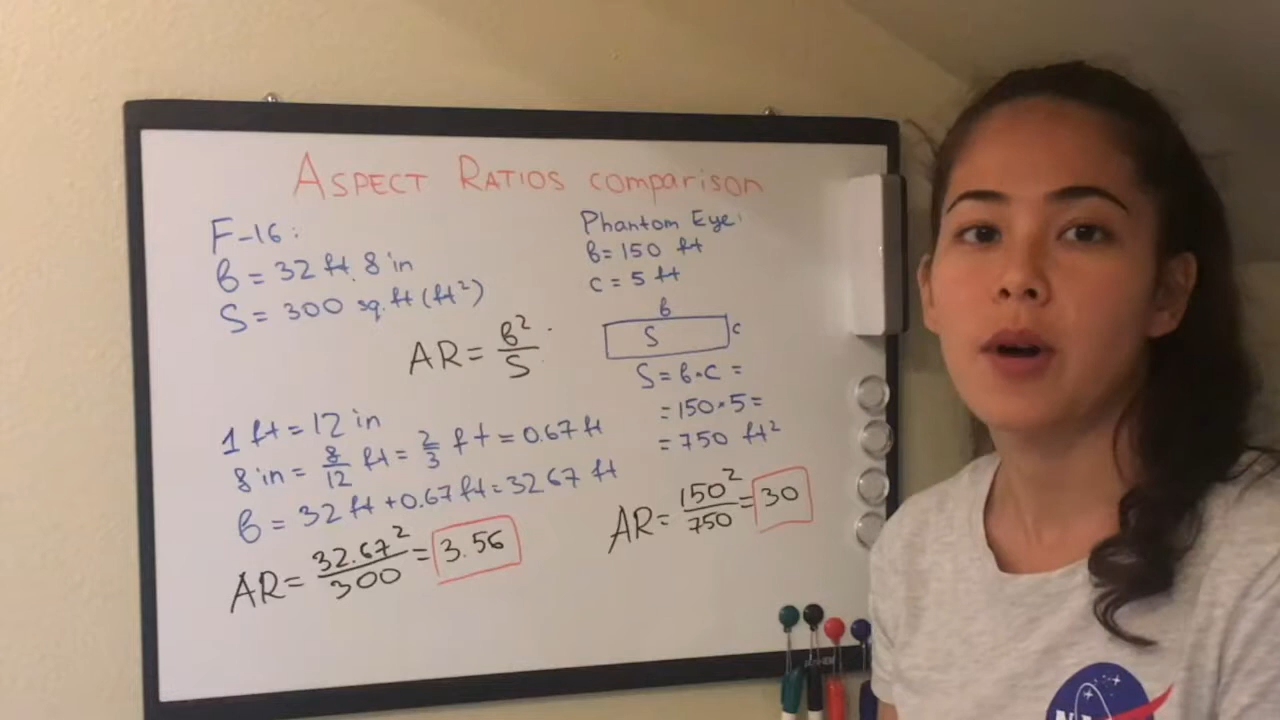 ASPECT RATIOS comparison
F-16:
b = 32 ft. 8 in
S = 300 sq.ft (ft²)
AR = b²/S
1 ft = 12 in
8 in = 8/12 ft = 2/3 ft = 0.67 ft
b = 32 ft + 0.67 ft = 32.67 ft
AR = 32.67²/300 = 3.56
Phantom Eye:
b = 150 ft
c = 5 ft
b
S c
S = b·c =
= 150 × 5 =
= 750 ft²
AR = 150²/750 = 30